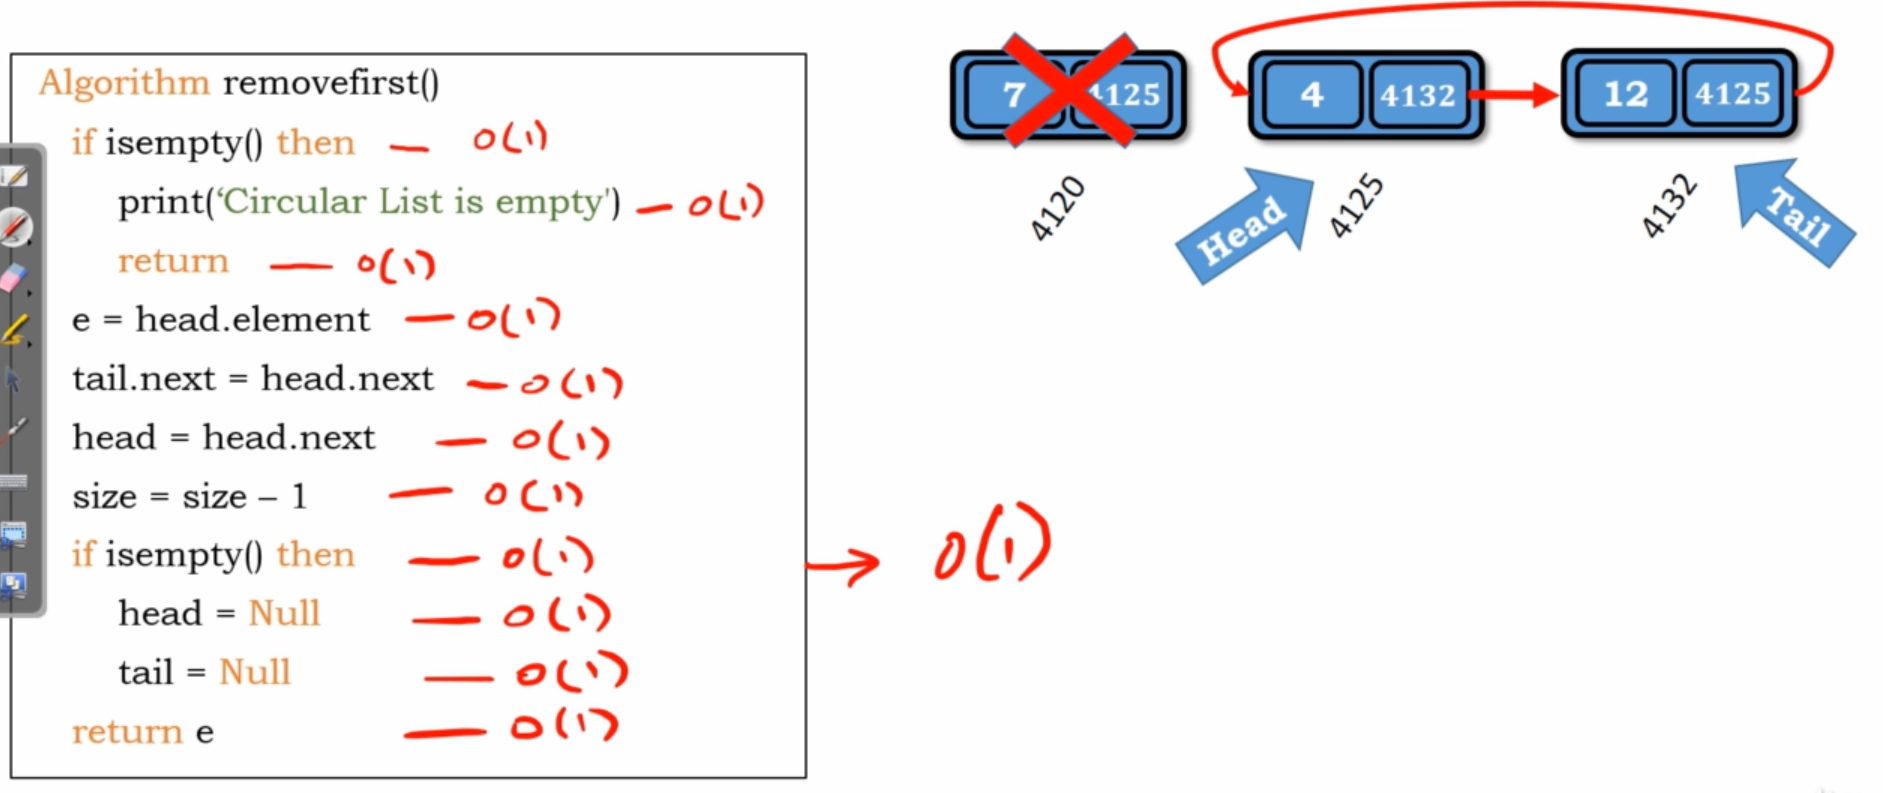 Algorithm removefirst()
if isempty() then — O(1)
print('Circular List is empty') — O(1)
return — O(1)
e = head.element — O(1)
tail.next = head.next — O(1)
head = head.next — O(1)
size = size – 1 — O(1)
if isempty() then — O(1)
head = Null — O(1)
tail = Null — O(1)
return e — O(1)
→ O(1)
7 4125
4 4132
12 4125
4120
Head
4125
4132
Tail